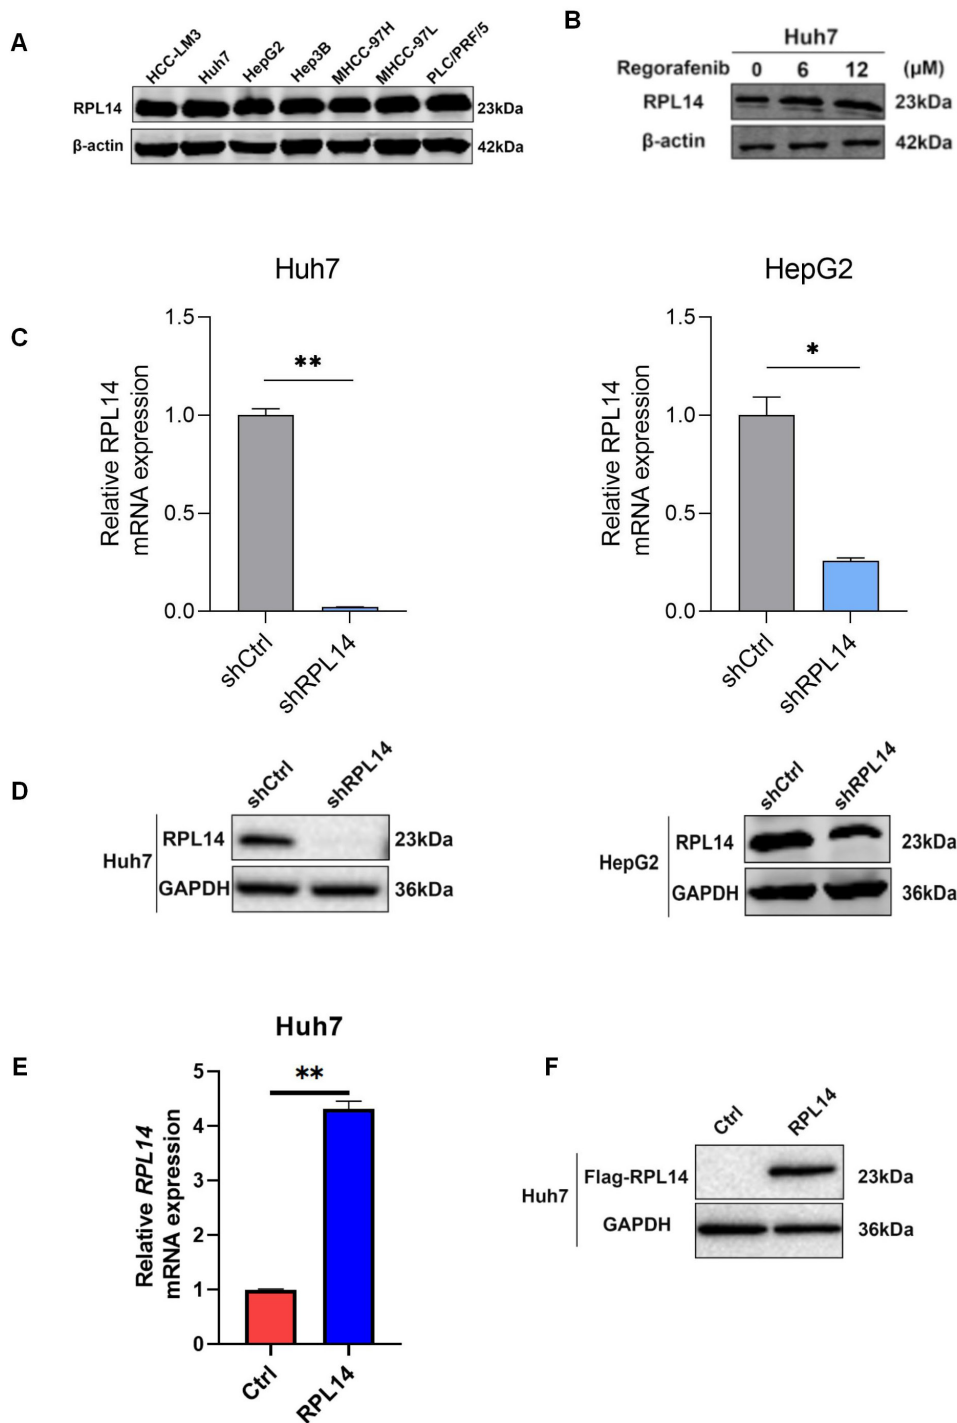 A
HCC-LM3 Huh7 HepG2 Hep3B MHCC-97H MHCC-97L PLC/PRF/5
RPL14 23kDa
β-actin 42kDa
B
Huh7
Regorafenib 0 6 12 (μM)
RPL14 23kDa
β-actin 42kDa
C
Huh7
Relative RPL14
mRNA expression
1.5
1.0
0.5
0.0
**
shCtrl
shRPL14
HepG2
Relative RPL14
mRNA expression
1.5
1.0
0.5
0.0
*
shCtrl
shRPL14
D
shCtrl shRPL14
Huh7
RPL14 23kDa
GAPDH 36kDa
shCtrl shRPL14
HepG2
RPL14 23kDa
GAPDH 36kDa
E
Huh7
Relative RPL14
mRNA expression
5
4
3
2
1
0
**
Ctrl
RPL14
F
Ctrl RPL14
Huh7
Flag-RPL14 23kDa
GAPDH 36kDa